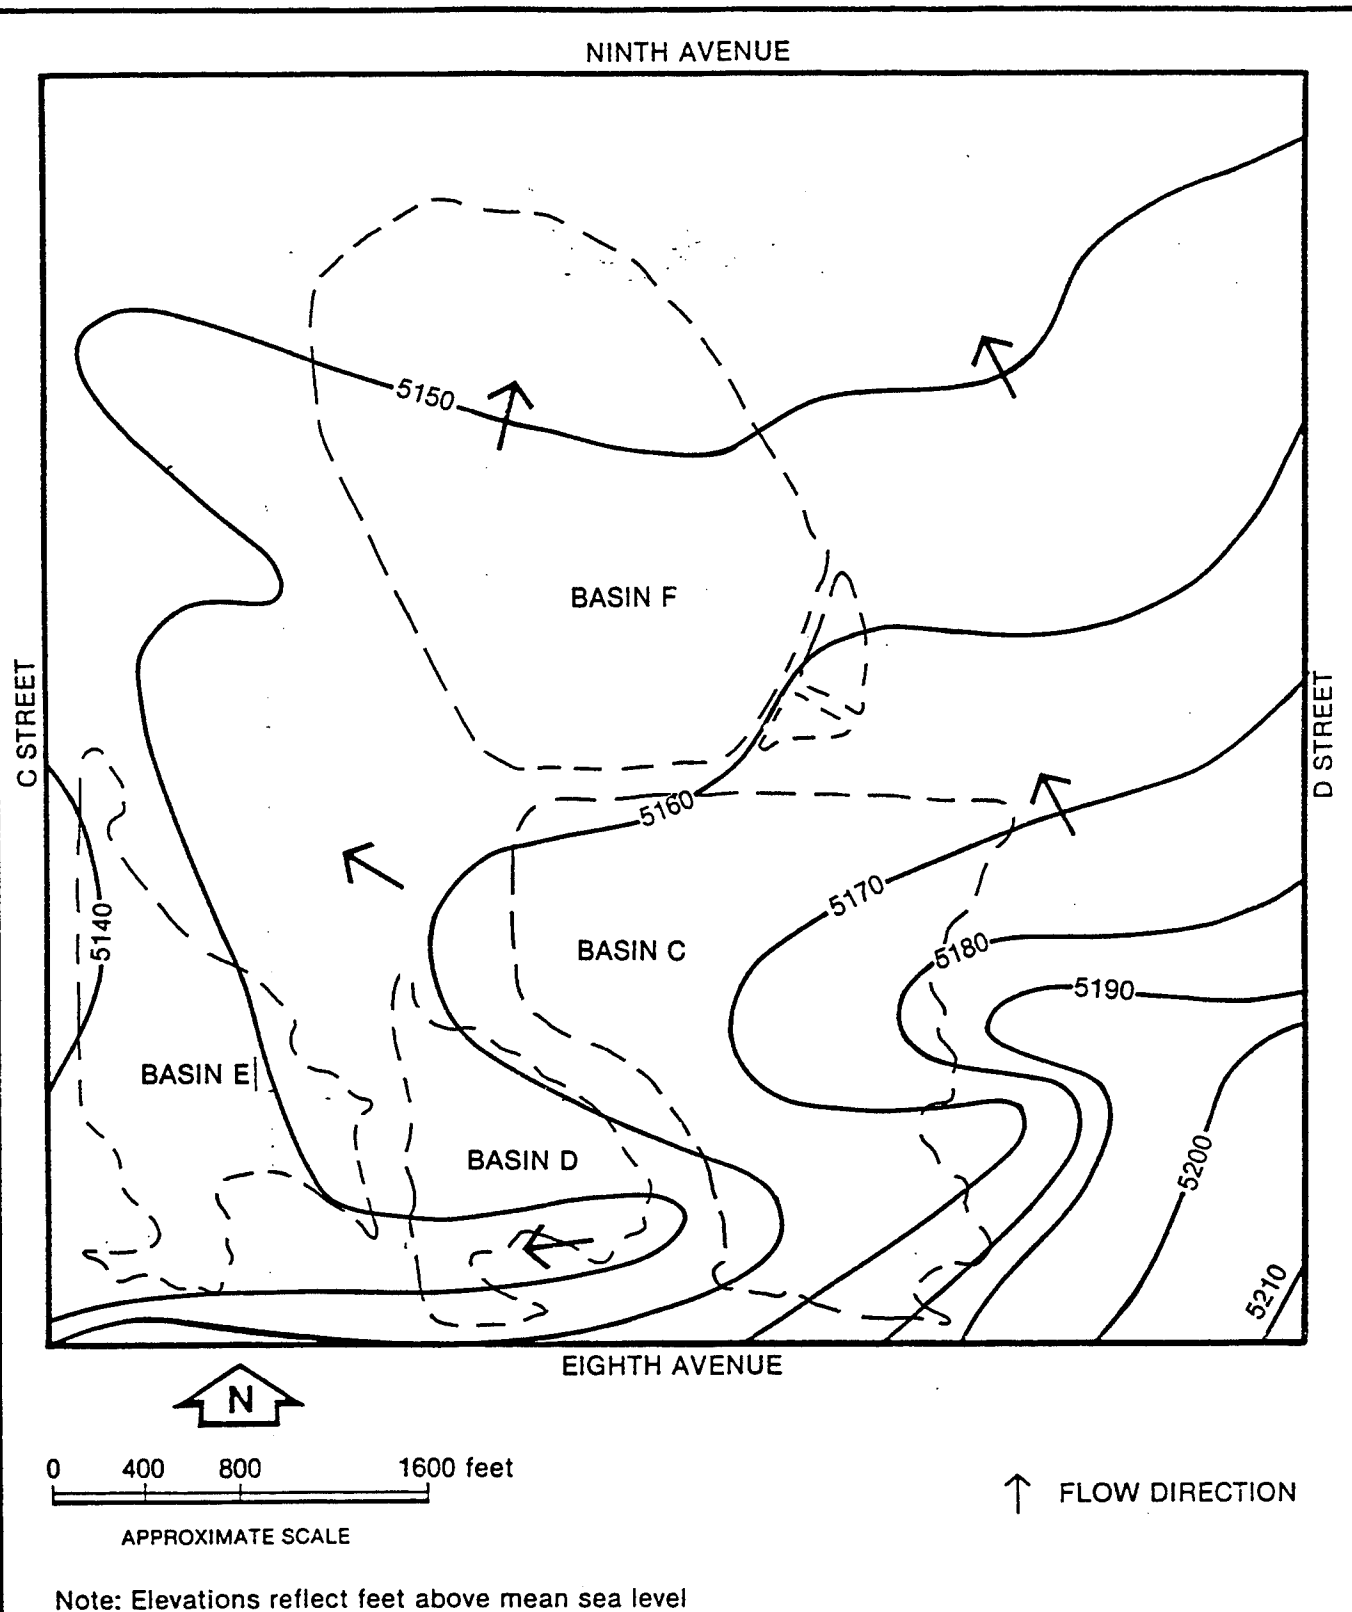 NINTH AVENUE
5150
BASIN F
C STREET
D STREET
5160
5170
5140
BASIN C
5180
5190
BASIN E
BASIN D
5200
5210
EIGHTH AVENUE
N
0 400 800 1600 feet
APPROXIMATE SCALE
FLOW DIRECTION
Note: Elevations reflect feet above mean sea level